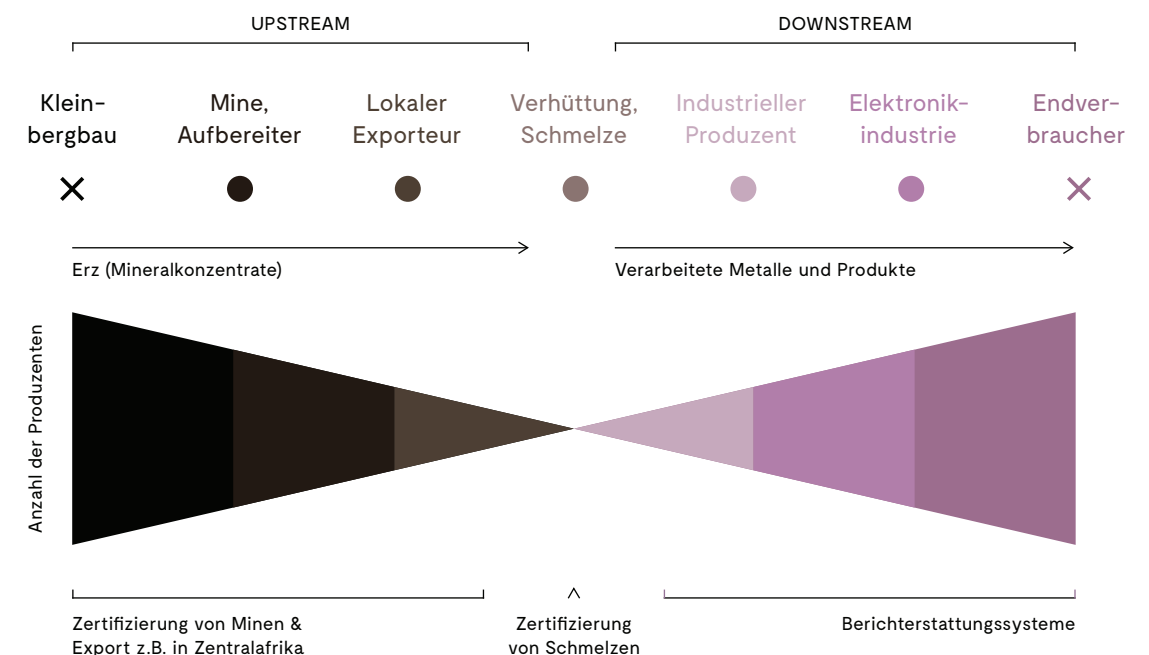 UPSTREAM
DOWNSTREAM
Klein-
bergbau
Mine,
Aufbereiter
Lokaler
Exporteur
Verhüttung,
Schmelze
Industrieller
Produzent
Elektronik-
industrie
Endver-
braucher
Erz (Mineralkonzentrate)
Verarbeitete Metalle und Produkte
Anzahl der Produzenten
Zertifizierung von Minen &
Export z.B. in Zentralafrika
Zertifizierung
von Schmelzen
Berichterstattungssysteme